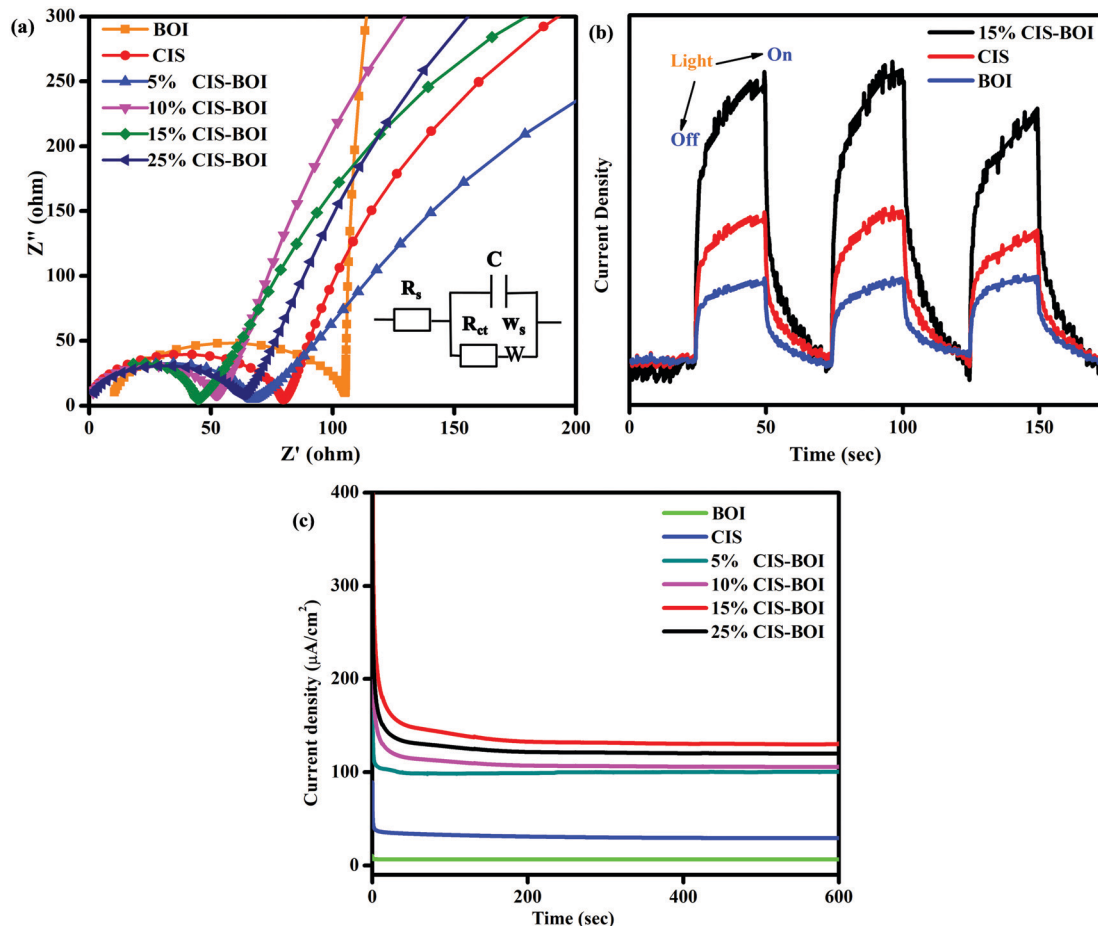 (a)
BOI
CIS
5% CIS-BOI
10% CIS-BOI
15% CIS-BOI
25% CIS-BOI
300
250
200
150
100
50
0
Z'' (ohm)
0 50 100 150 200
Z' (ohm)
C
Rs
Rct
ws
W
(b)
15% CIS-BOI
CIS
BOI
Light
On
Off
Current Density
0 50 100 150
Time (sec)
(c)
BOI
CIS
5% CIS-BOI
10% CIS-BOI
15% CIS-BOI
25% CIS-BOI
400
300
200
100
0
Current density (μA/cm2)
0 200 400 600
Time (sec)